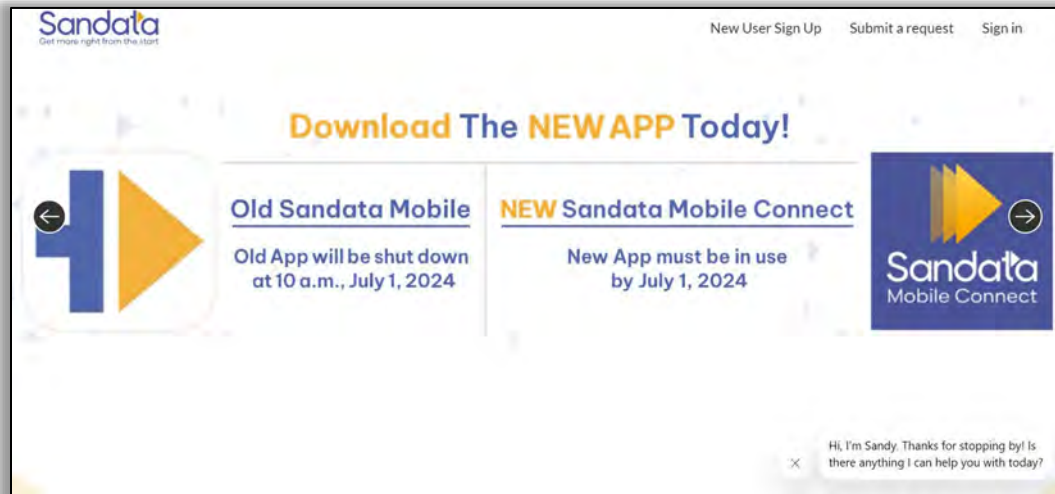 Sandata
Get more right from the start
New User Sign Up Submit a request Sign in
Download The NEW APP Today!
Old Sandata Mobile
Old App will be shut down
at 10 a.m., July 1, 2024
NEW Sandata Mobile Connect
New App must be in use
by July 1, 2024
Sandata
Mobile Connect
Hi, I'm Sandy. Thanks for stopping by! Is
there anything I can help you with today?